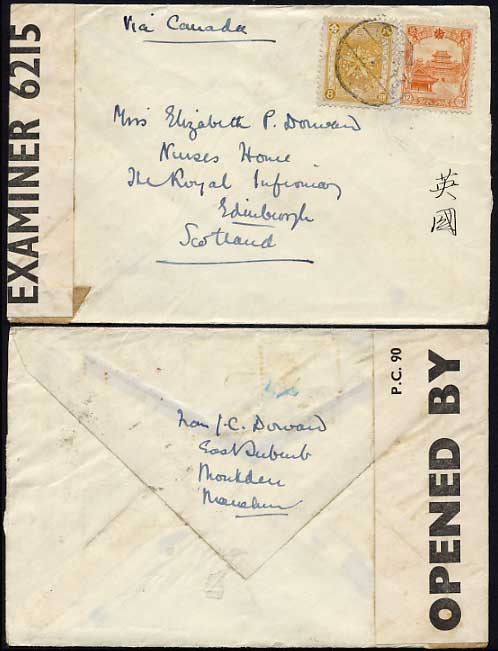 EXAMINER 6215
Via Canada
Miss Elizabeth P. Dorward
Nurses Home
The Royal Infirmary
Edinburgh
Scotland
英
國
P.C. 90
OPENED BY
from J.C. Dorward
East Suburb
Moukden